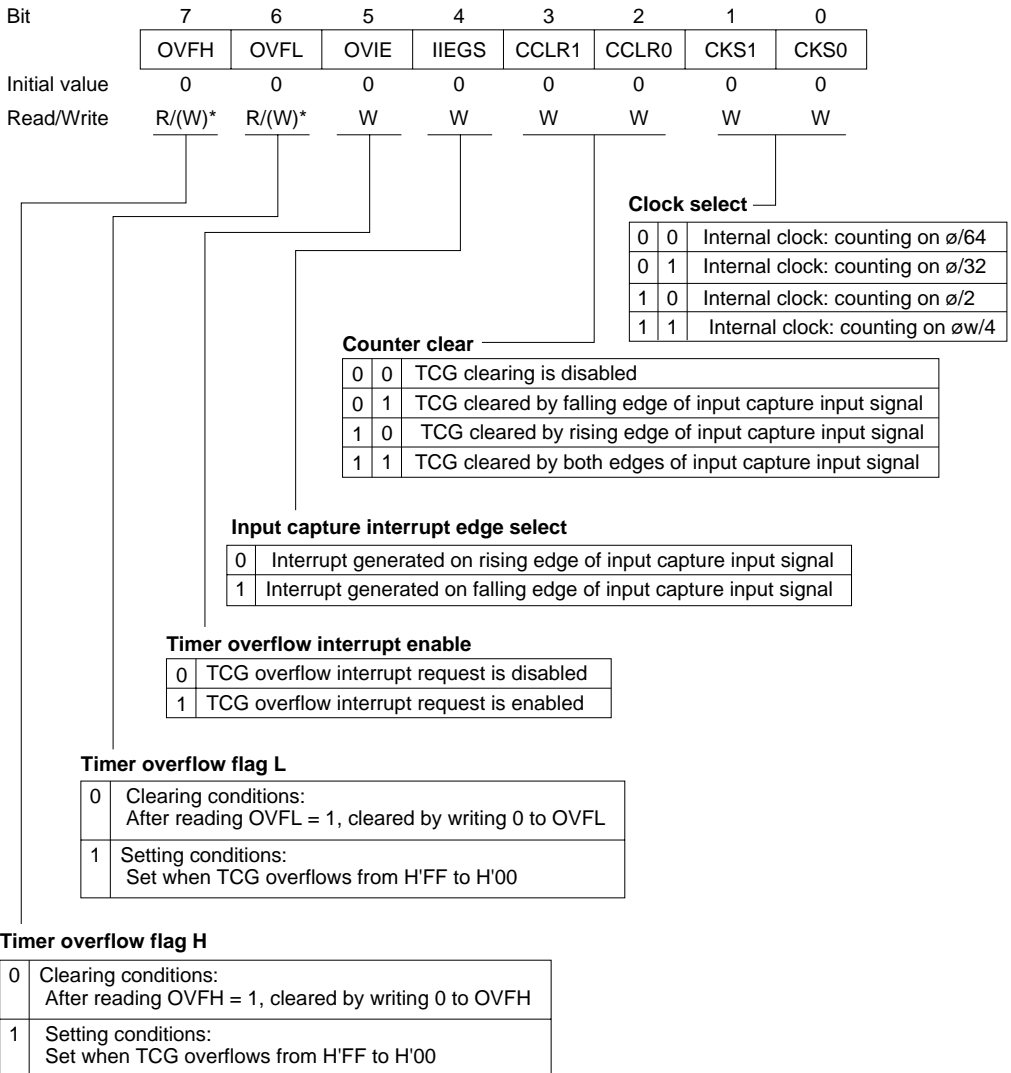 Bit 7 6 5 4 3 2 1 0
OVFH OVFL OVIE IIEGS CCLR1 CCLR0 CKS1 CKS0
Initial value 0 0 0 0 0 0 0 0
Read/Write R/(W)* R/(W)* W W W W W W
Clock select
0 0 Internal clock: counting on ø/64
0 1 Internal clock: counting on ø/32
1 0 Internal clock: counting on ø/2
1 1 Internal clock: counting on øw/4
Counter clear
0 0 TCG clearing is disabled
0 1 TCG cleared by falling edge of input capture input signal
1 0 TCG cleared by rising edge of input capture input signal
1 1 TCG cleared by both edges of input capture input signal
Input capture interrupt edge select
0 Interrupt generated on rising edge of input capture input signal
1 Interrupt generated on falling edge of input capture input signal
Timer overflow interrupt enable
0 TCG overflow interrupt request is disabled
1 TCG overflow interrupt request is enabled
Timer overflow flag L
0 Clearing conditions:
After reading OVFL = 1, cleared by writing 0 to OVFL
1 Setting conditions:
Set when TCG overflows from H'FF to H'00
Timer overflow flag H
0 Clearing conditions:
After reading OVFH = 1, cleared by writing 0 to OVFH
1 Setting conditions:
Set when TCG overflows from H'FF to H'00